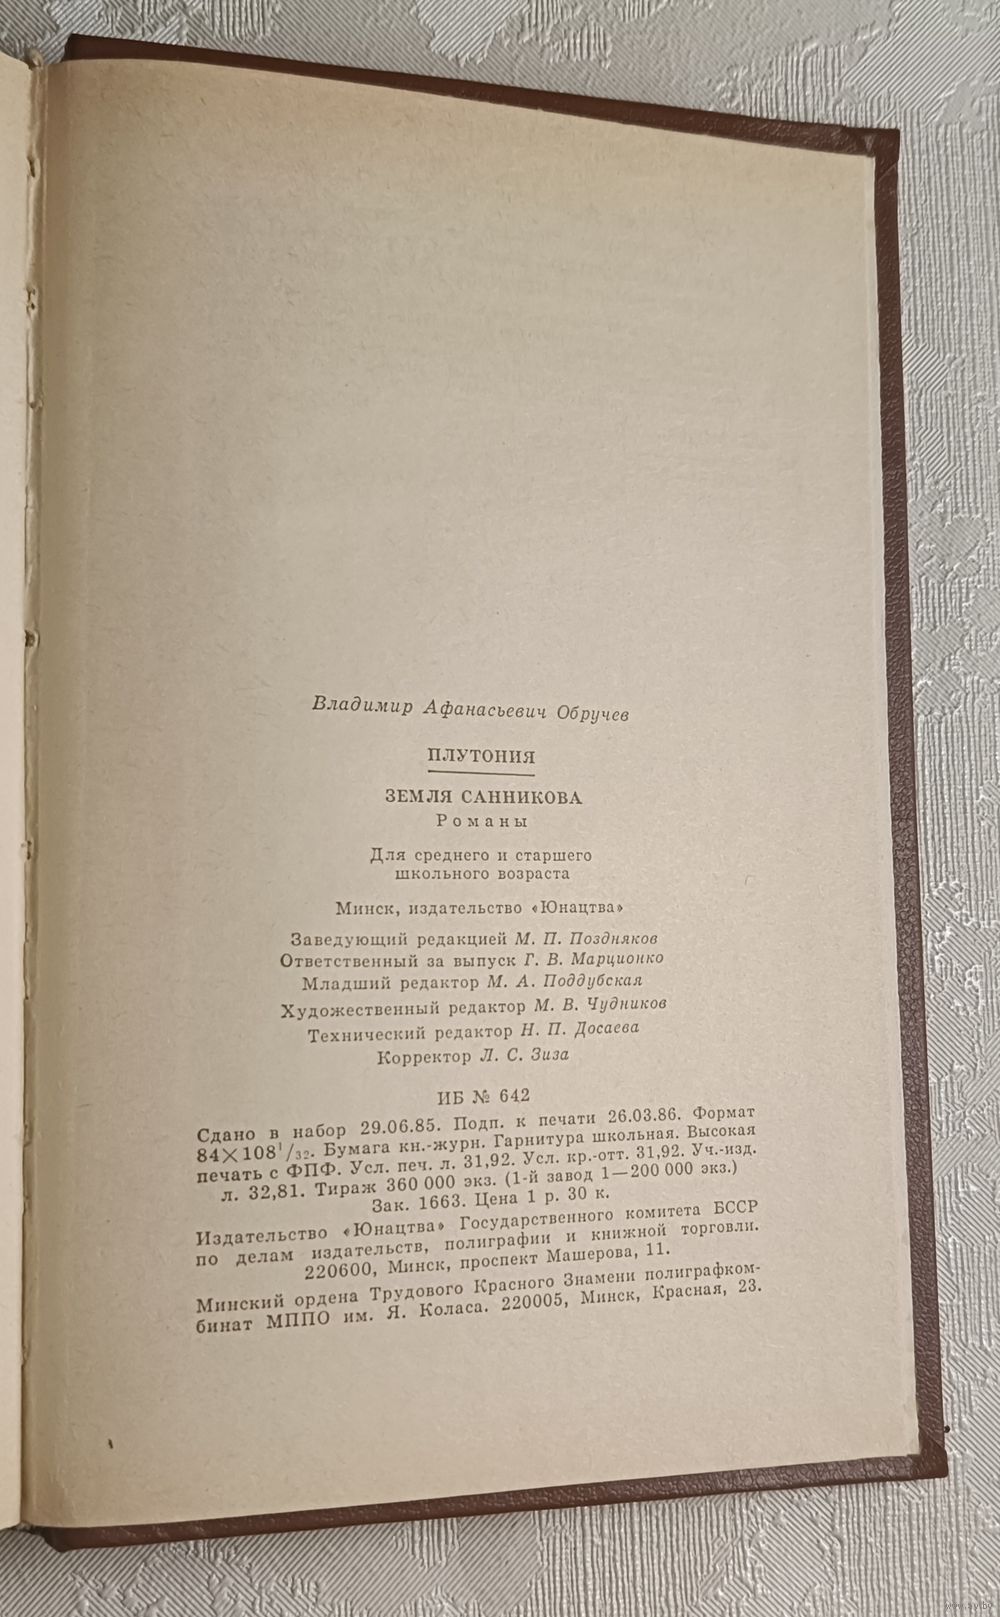 Владимир Афанасьевич Обручев
ПЛУТОНИЯ
ЗЕМЛЯ САННИКОВА
Романы
Для среднего и старшего
школьного возраста
Минск, издательство «Юнацтва»
Заведующий редакцией М. П. Поздняков
Ответственный за выпуск Г. В. Марционко
Младший редактор М. А. Поддубская
Художественный редактор М. В. Чудников
Технический редактор Н. П. Досаева
Корректор Л. С. Зиза
ИБ № 642
Сдано в набор 29.06.85. Подп. к печати 26.03.86. Формат
84×108¹/₃₂. Бумага кн.-журн. Гарнитура школьная. Высокая
печать с ФПФ. Усл. печ. л. 31,92. Усл. кр.-отт. 31,92. Уч.-изд.
л. 32,81. Тираж 360 000 экз. (1-й завод 1—200 000 экз.)
Зак. 1663. Цена 1 р. 30 к.
Издательство «Юнацтва» Государственного комитета БССР
по делам издательств, полиграфии и книжной торговли.
220600, Минск, проспект Машерова, 11.
Минский ордена Трудового Красного Знамени полиграфком-
бинат МППО им. Я. Коласа. 220005, Минск, Красная, 23.
www.ay.by